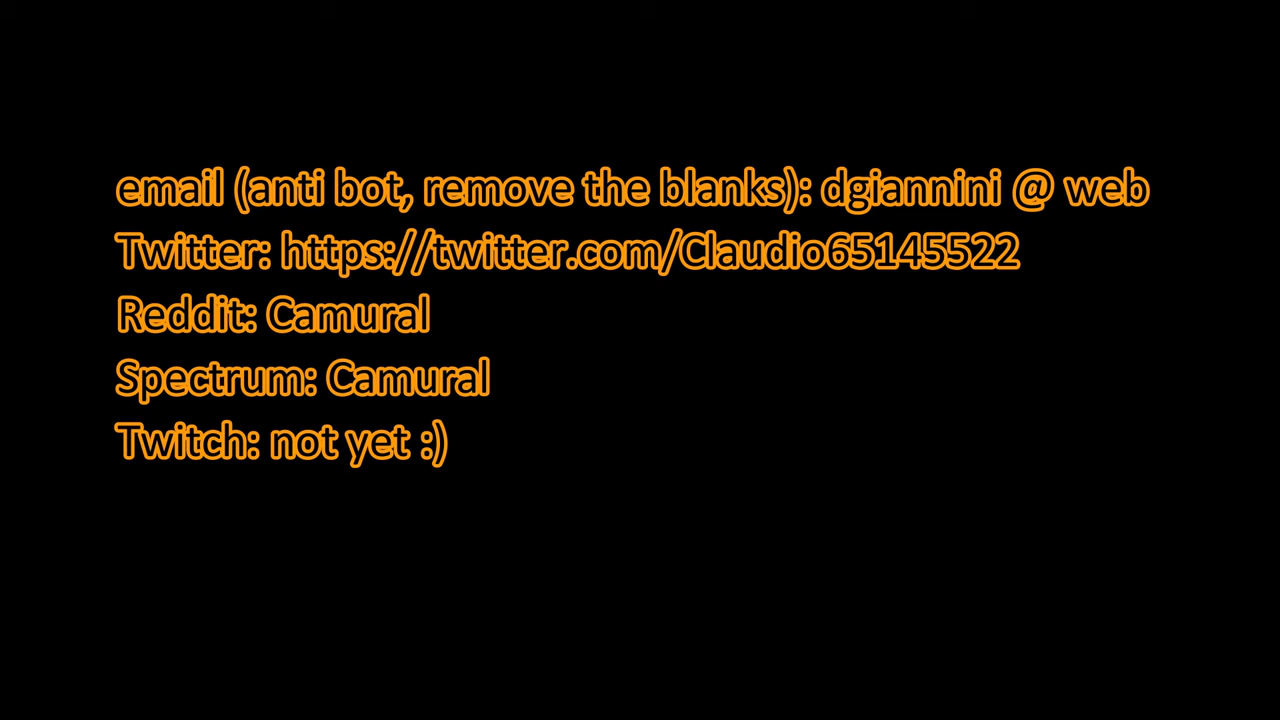 email (anti bot, remove the blanks): dgiannini @ web
Twitter: https://twitter.com/Claudio65145522
Reddit: Camural
Spectrum: Camural
Twitch: not yet :)